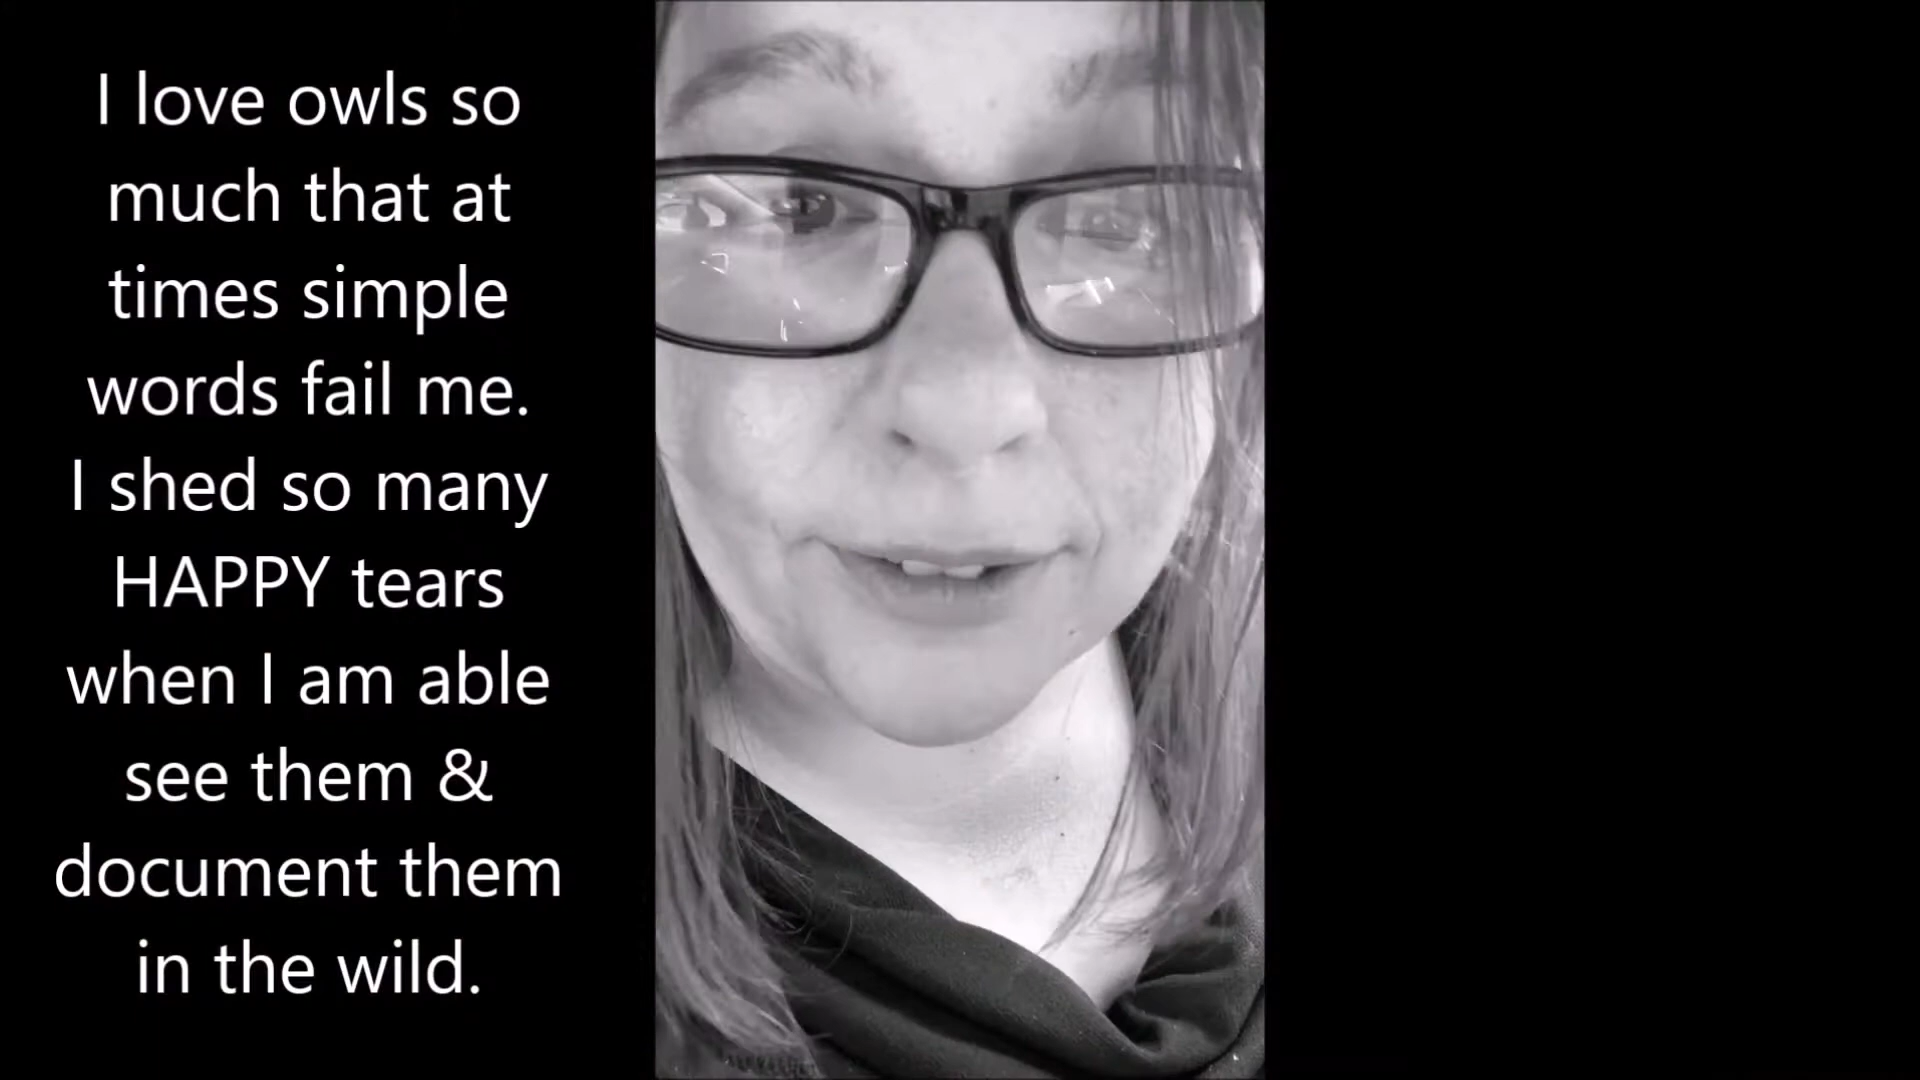 I love owls so
much that at
times simple
words fail me.
I shed so many
HAPPY tears
when I am able
see them &
document them
in the wild.